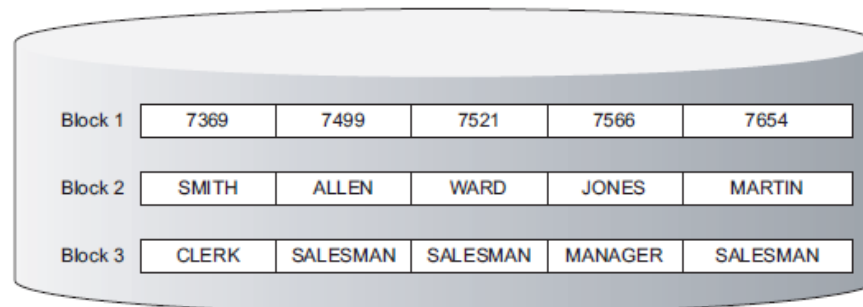 Block 1 7369 7499 7521 7566 7654
Block 2 SMITH ALLEN WARD JONES MARTIN
Block 3 CLERK SALESMAN SALESMAN MANAGER SALESMAN